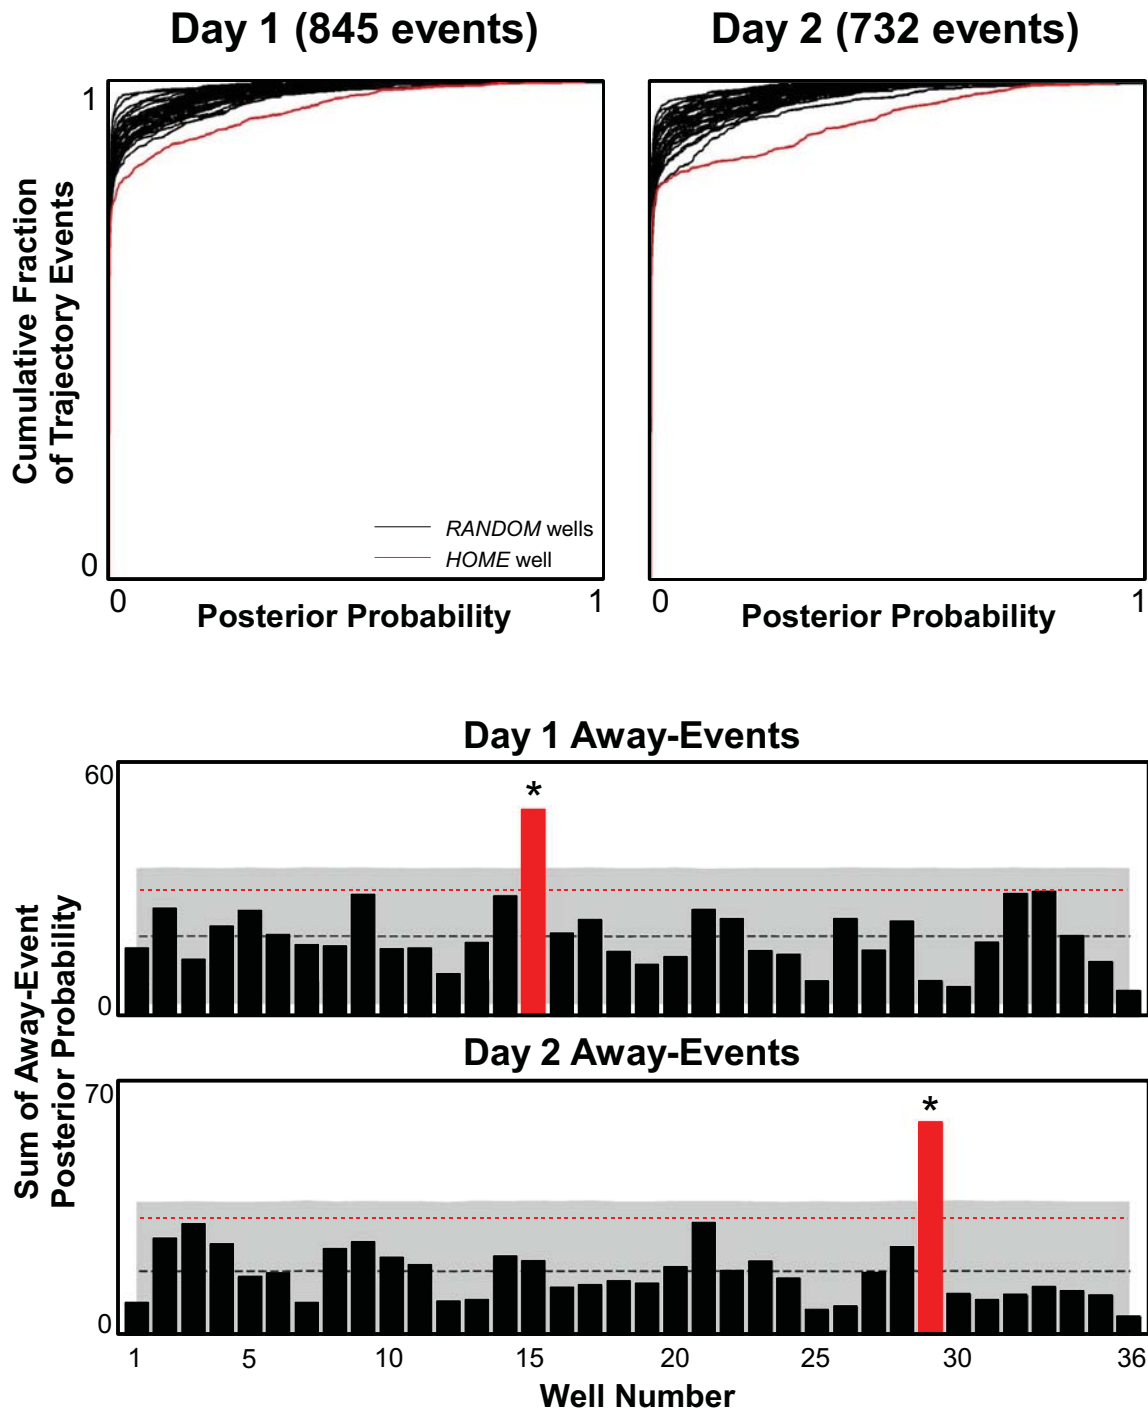 Day 1 (845 events)
Day 2 (732 events)
Cumulative Fraction
of Trajectory Events
1
0
RANDOM wells
HOME well
0
1
Posterior Probability
0
1
Posterior Probability
Day 1 Away-Events
Sum of Away-Event
Posterior Probability
60
*
0
Day 2 Away-Events
70
*
0
1 5 10 15 20 25 30 36
Well Number